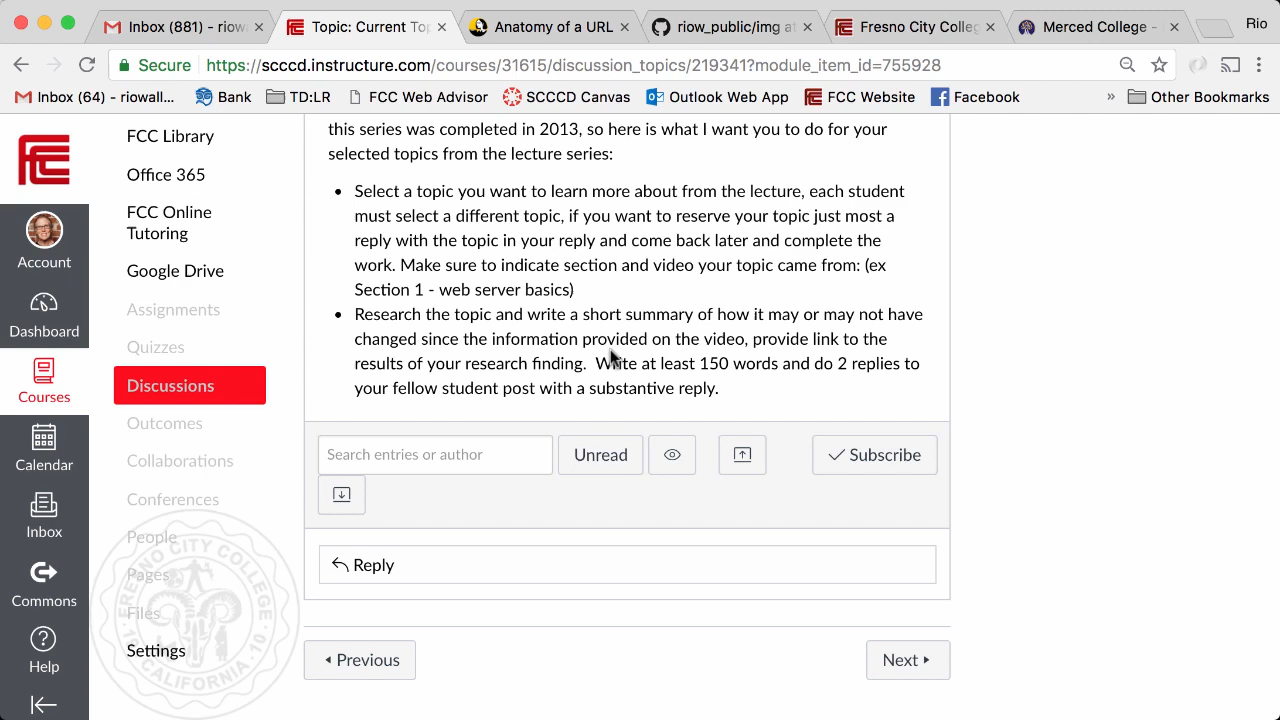 Inbox (881) - riowa
Topic: Current Top
Anatomy of a URL
riow_public/img at
Fresno City Colleg
Merced College -
Rio
Secure
https://scccd.instructure.com/courses/31615/discussion_topics/219341?module_item_id=755928
Inbox (64) - riowall...
Bank
TD:LR
FCC Web Advisor
SCCCD Canvas
Outlook Web App
FCC Website
Facebook
»
Other Bookmarks
Account
Dashboard
Courses
Calendar
Inbox
Commons
Help
FCC Library
Office 365
FCC Online
Tutoring
Google Drive
Assignments
Quizzes
Discussions
Outcomes
Collaborations
Conferences
People
Pages
Files
Settings
FRESNO CITY COLLEGE
CALIFORNIA
this series was completed in 2013, so here is what I want you to do for your
selected topics from the lecture series:
• Select a topic you want to learn more about from the lecture, each student
must select a different topic, if you want to reserve your topic just most a
reply with the topic in your reply and come back later and complete the
work. Make sure to indicate section and video your topic came from: (ex
Section 1 - web server basics)
• Research the topic and write a short summary of how it may or may not have
changed since the information provided on the video, provide link to the
results of your research finding.  Write at least 150 words and do 2 replies to
your fellow student post with a substantive reply.
Search entries or author
Unread
Subscribe
Reply
Previous
Next